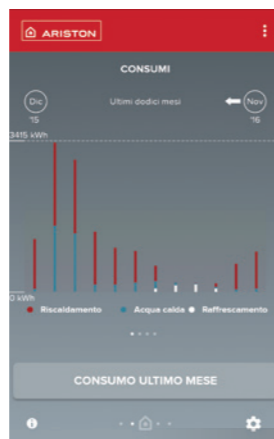 ARISTON
CONSUMI
Dic
Ultimi dodici mesi
Nov
'15
'16
3415 kWh
0 kWh
Riscaldamento
Acqua calda
Raffrescamento
CONSUMO ULTIMO MESE